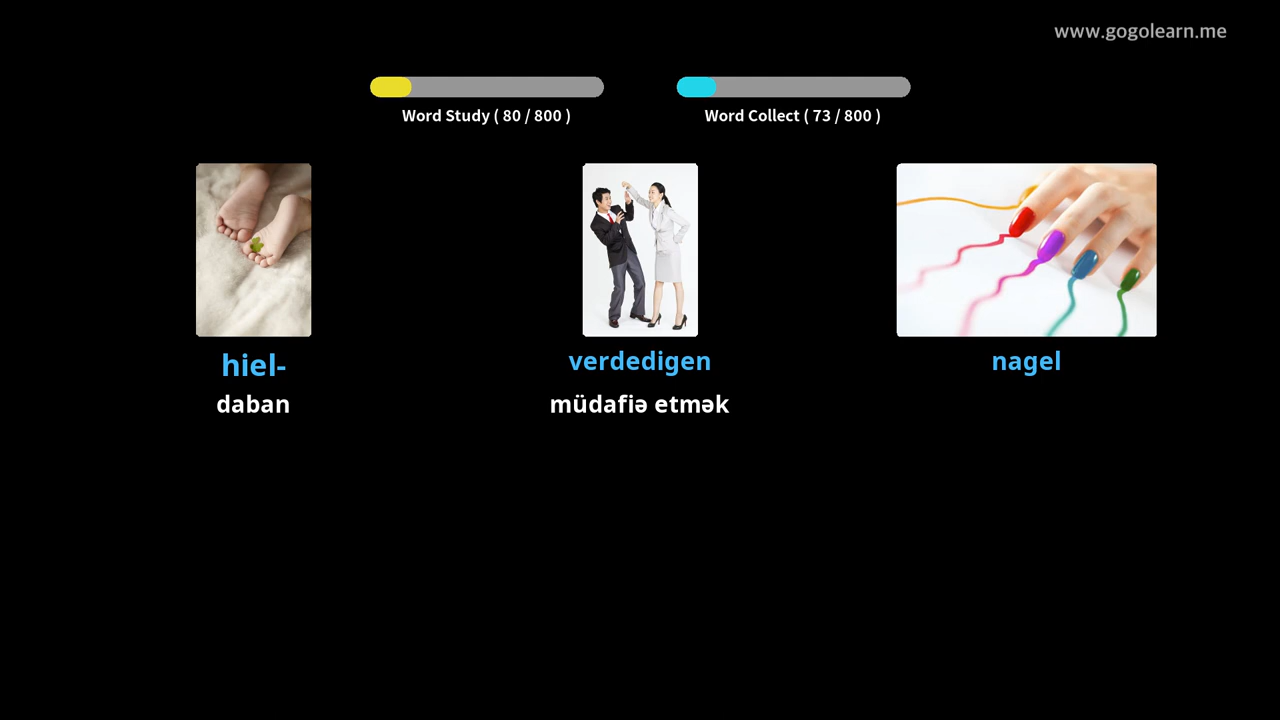 www.gogolearn.me
Word Study ( 80 / 800 )
Word Collect ( 73 / 800 )
hiel-
daban
verdedigen
müdafiə etmək
nagel